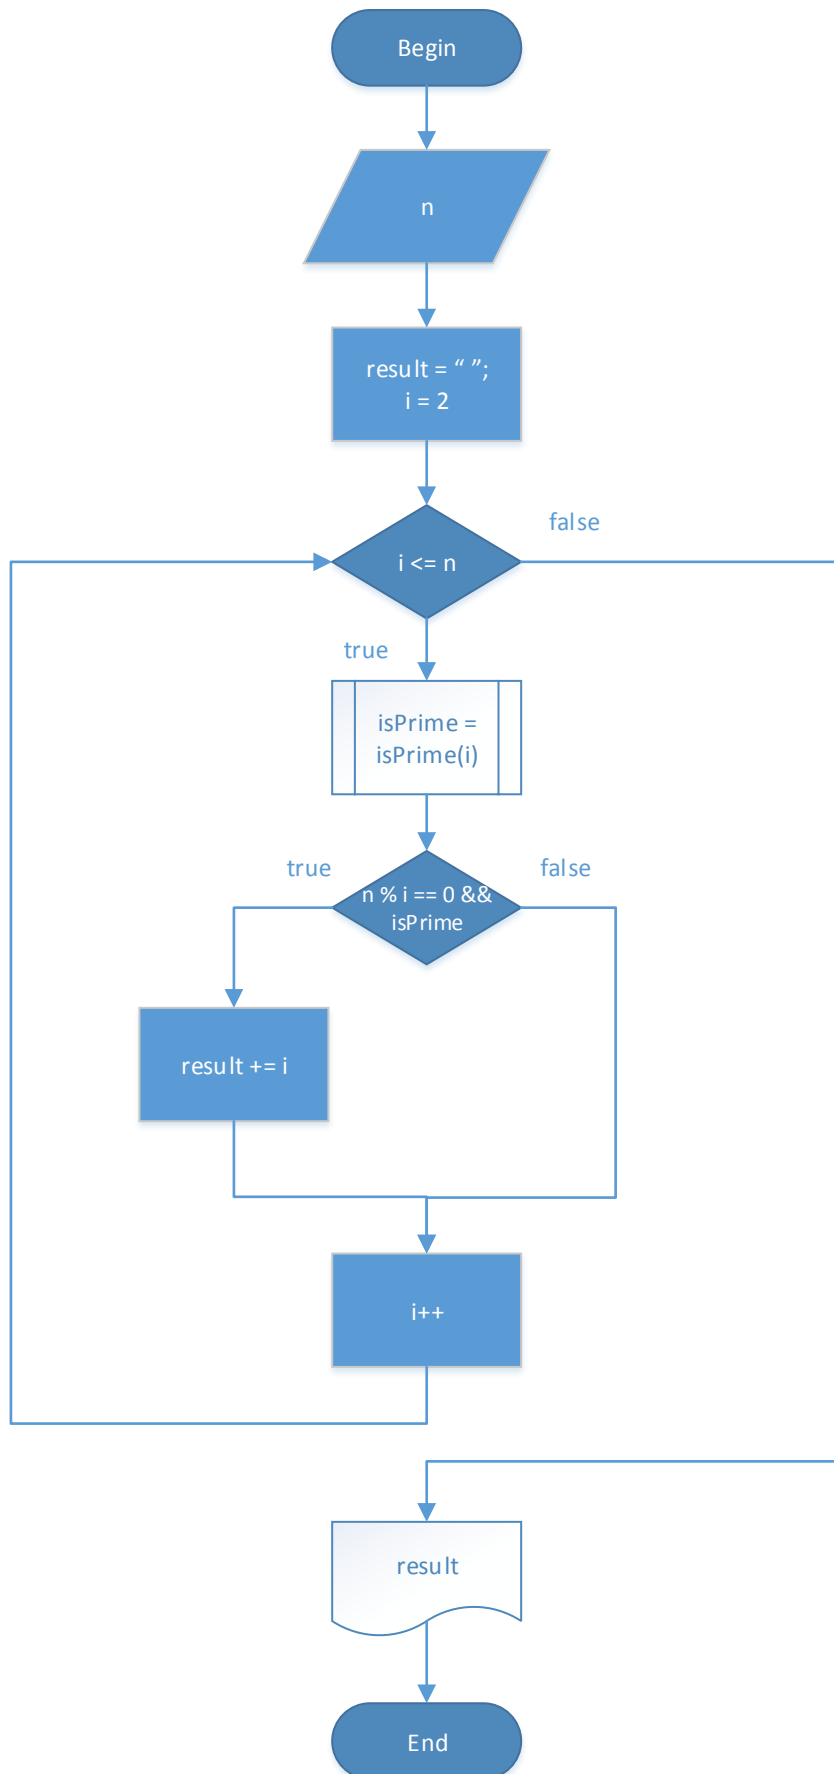 Begin
n
result = “ ”;
i = 2
i <= n
false
true
isPrime =
isPrime(i)
true
false
n % i == 0 &&
isPrime
result += i
i++
result
End